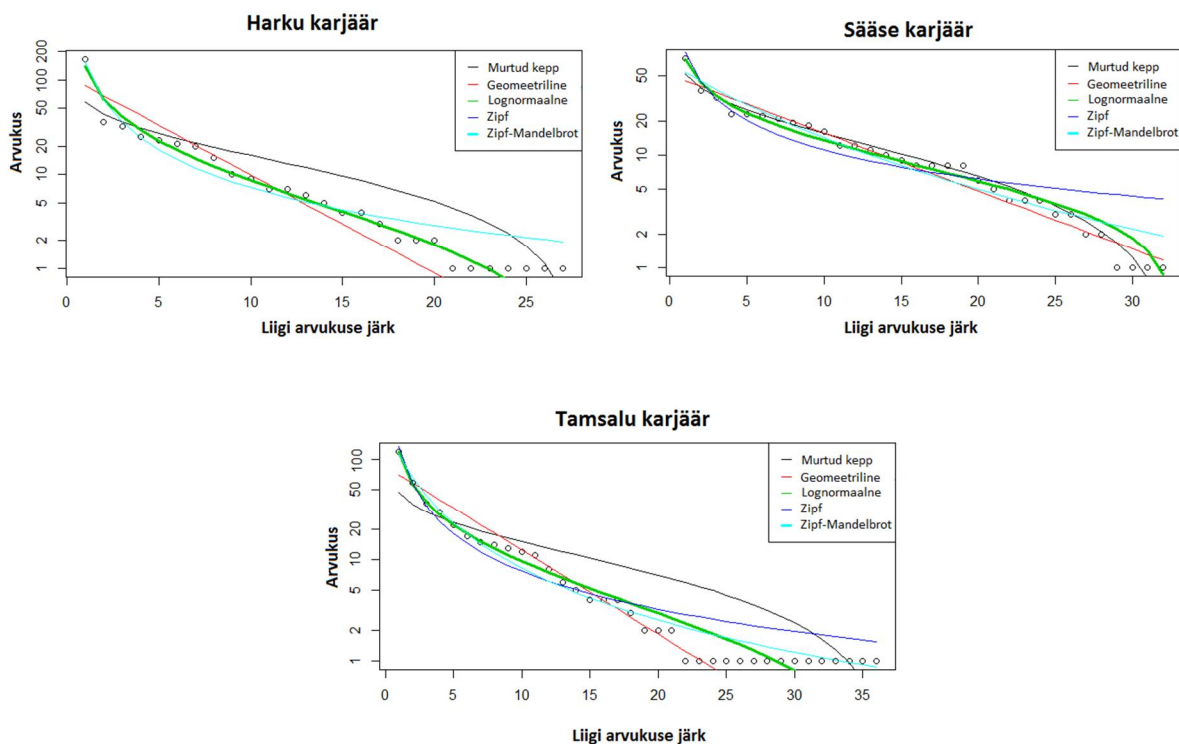 Harku karjäär
Arvukus
200
100
50
20
10
5
2
1
Murtud kepp
Geomeetriline
Lognormaalne
Zipf
Zipf-Mandelbrot
0 5 10 15 20 25
Liigi arvukuse järk
Sääse karjäär
Arvukus
50
20
10
5
2
1
Murtud kepp
Geomeetriline
Lognormaalne
Zipf
Zipf-Mandelbrot
0 5 10 15 20 25 30
Liigi arvukuse järk
Tamsalu karjäär
Arvukus
100
50
20
10
5
2
1
Murtud kepp
Geomeetriline
Lognormaalne
Zipf
Zipf-Mandelbrot
0 5 10 15 20 25 30 35
Liigi arvukuse järk